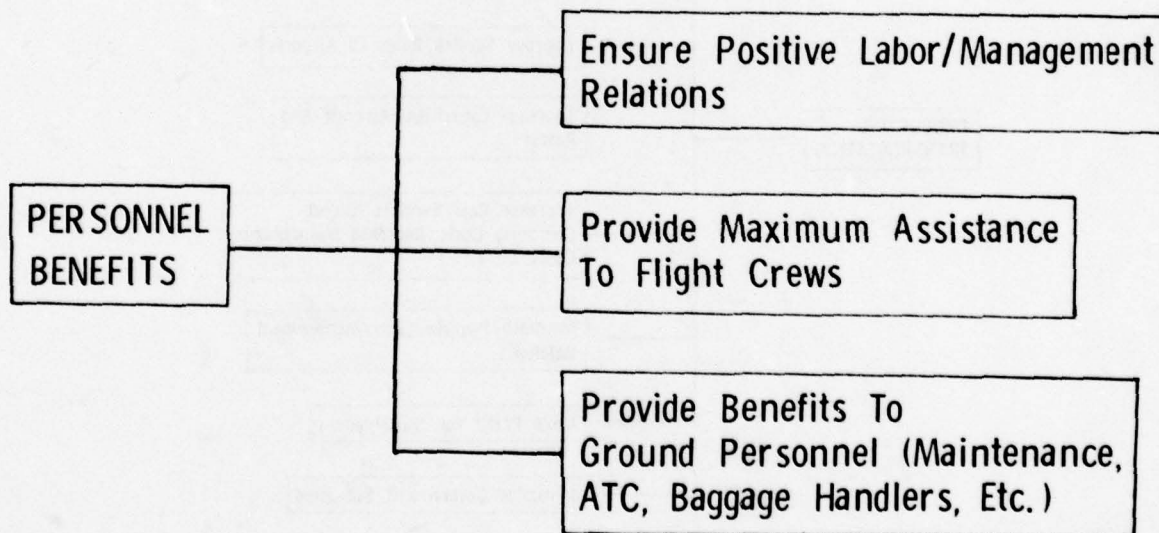 Ensure Positive Labor/Management
Relations
PERSONNEL
BENEFITS
Provide Maximum Assistance
To Flight Crews
Provide Benefits To
Ground Personnel (Maintenance,
ATC, Baggage Handlers, Etc.)